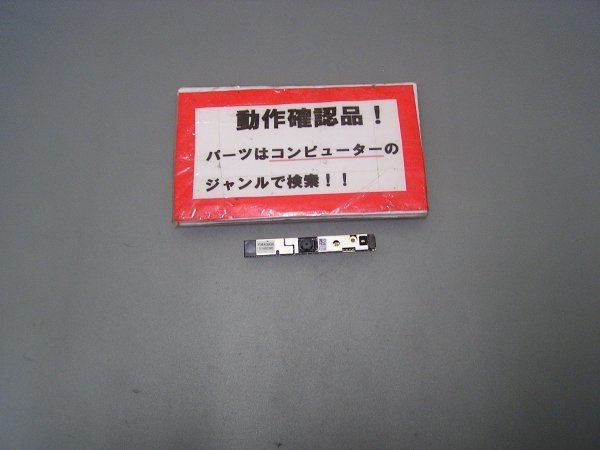 動作確認品！
パーツはコンピューターの
ジャンルで検索！！